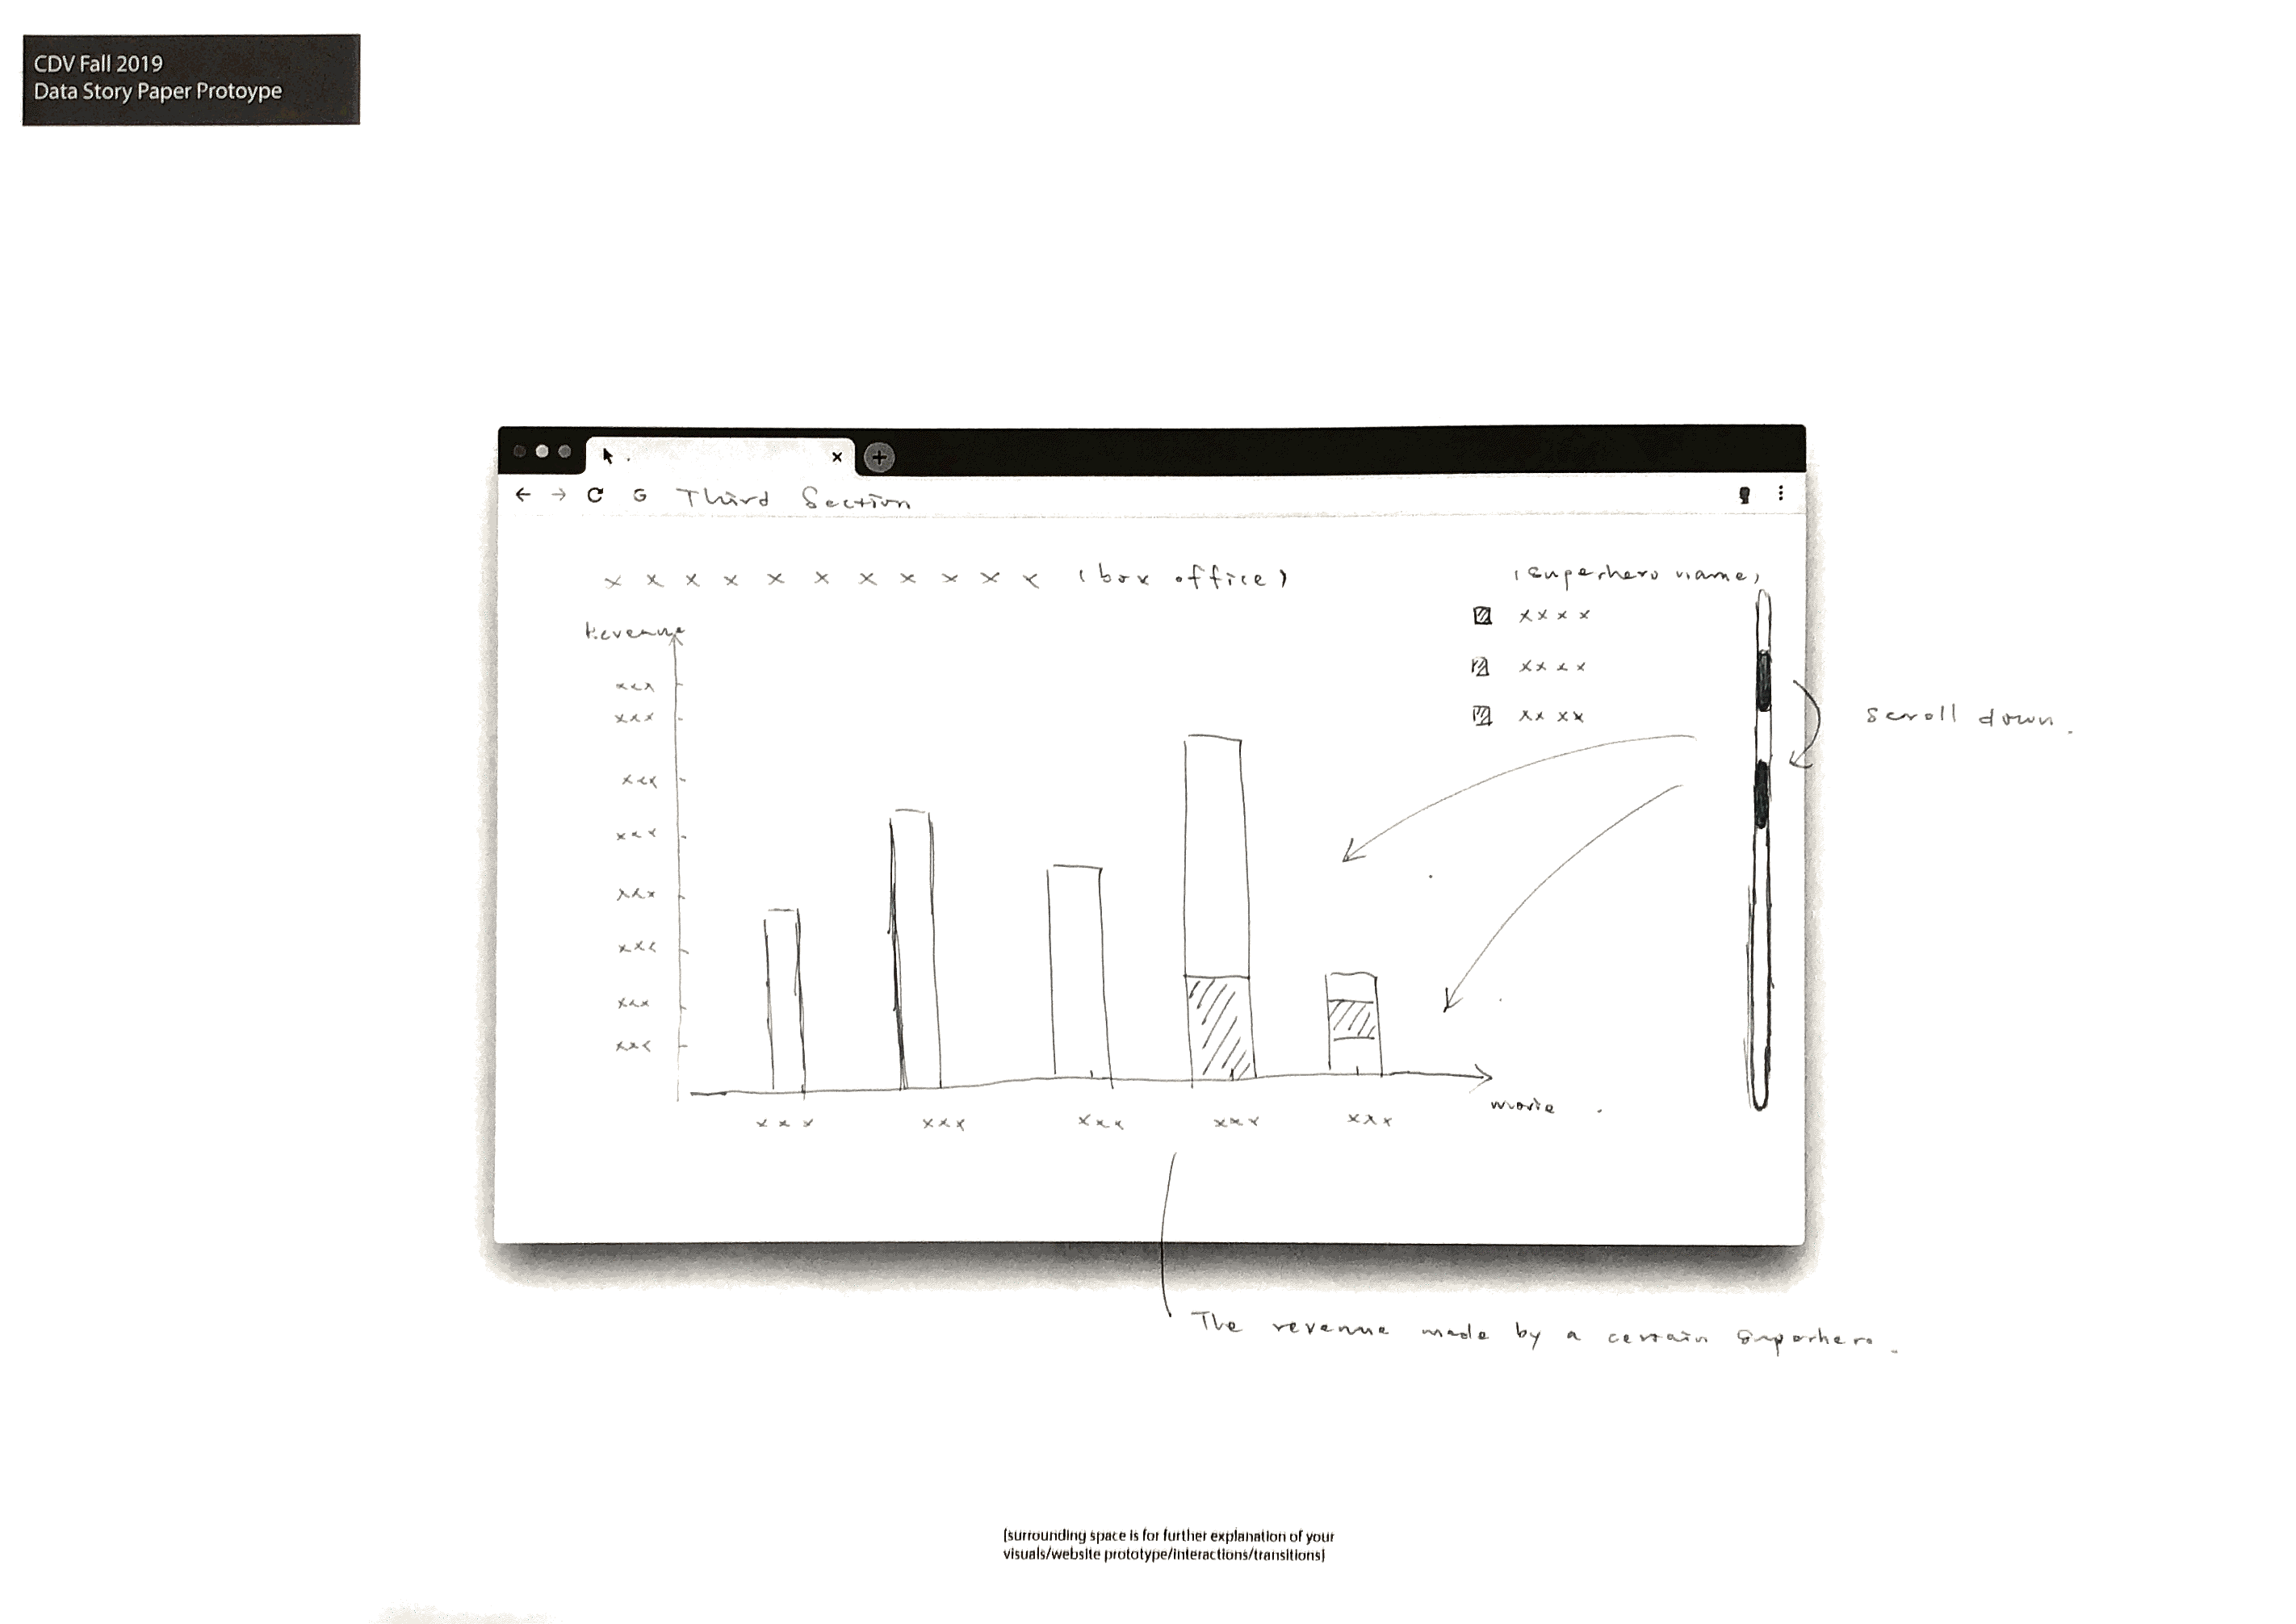 CDV Fall 2019
Data Story Paper Protoype
G Third Section
x x x x x x x x x x x (box office)
(superhero name)
xxxx
xxxx
xxxx
Revenue
xxx
xxx
xxx
xxx
xxx
xxx
xxx
xxx
scroll down.
movie
xxx xxx xxx xxx xxx
The revenue made by a certain superhero.
(surrounding space is for further explanation of your
visuals/website prototype/interactions/transitions)